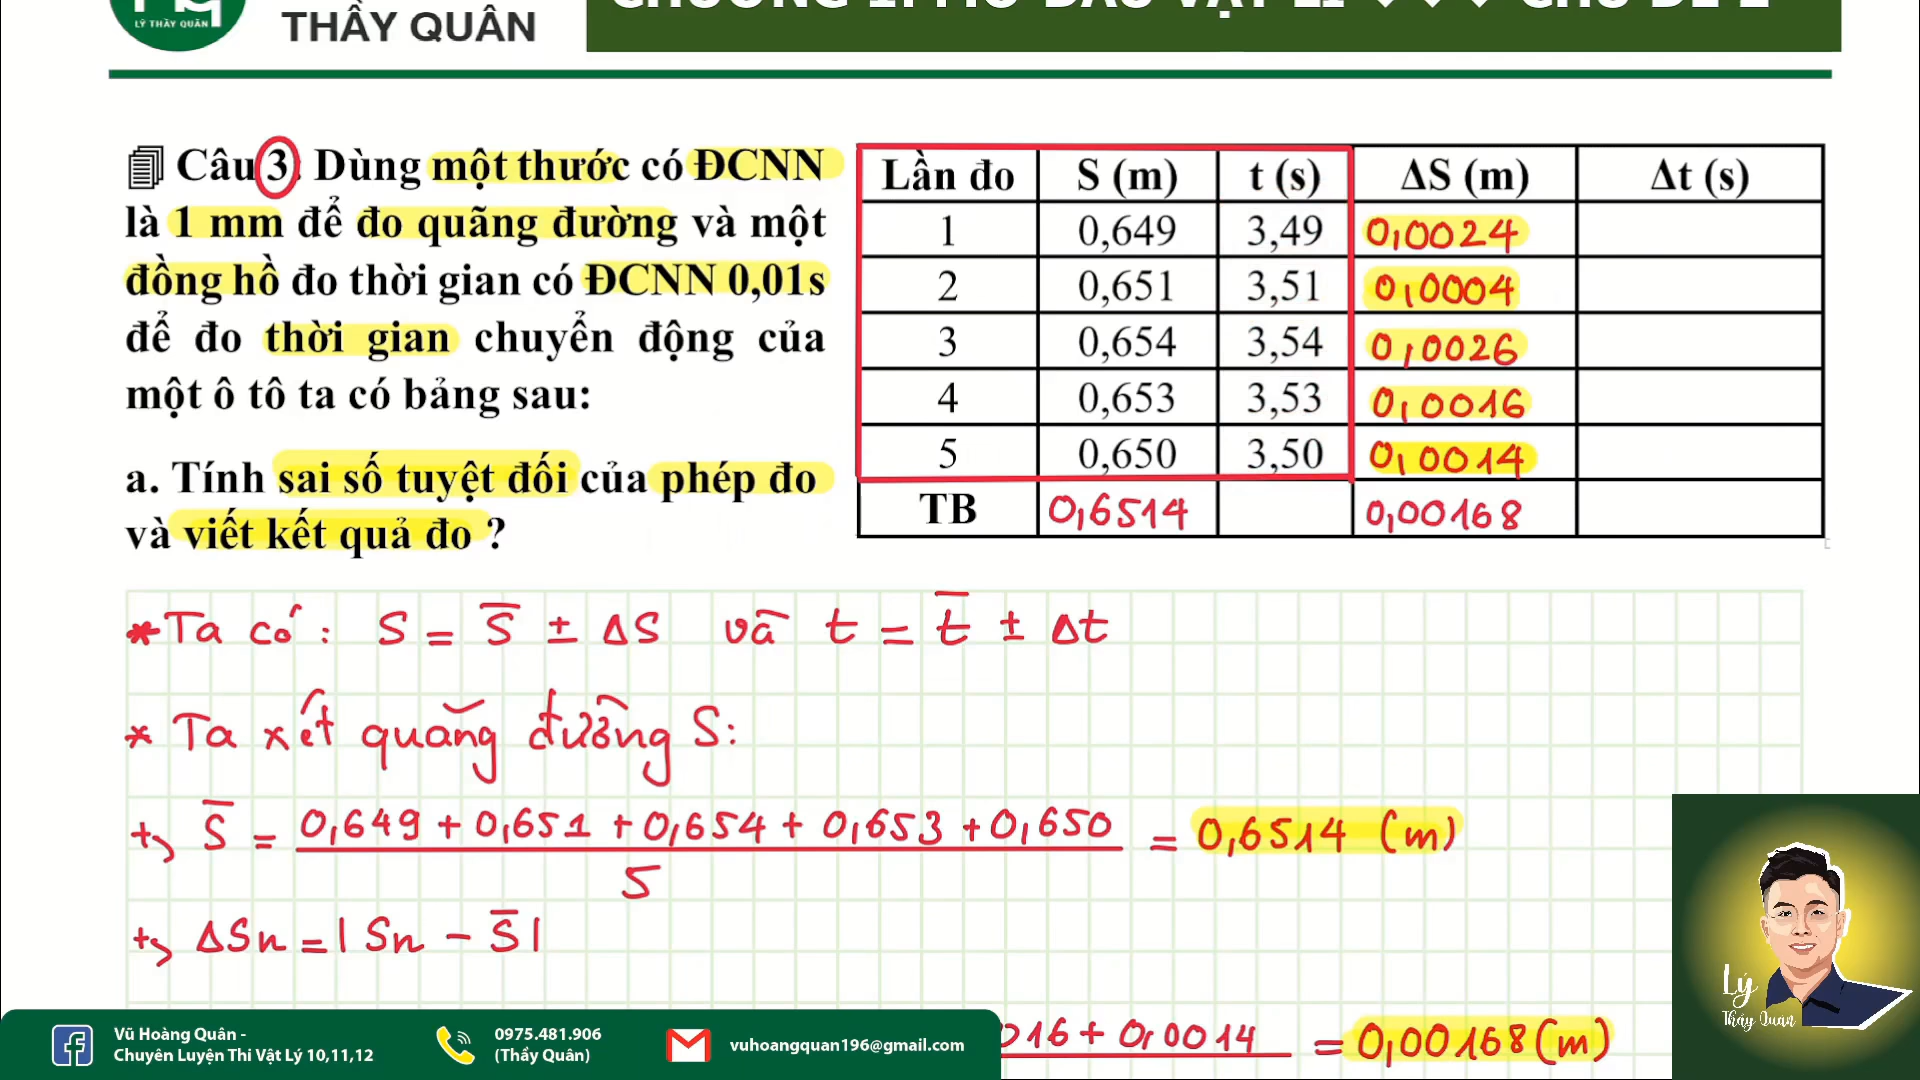 LÝ THẦY QUÂN
THẦY QUÂN
Câu 3. Dùng một thước có ĐCNN
là 1 mm để đo quãng đường và một
đồng hồ đo thời gian có ĐCNN 0,01s
để đo thời gian chuyển động của
một ô tô ta có bảng sau:
a. Tính sai số tuyệt đối của phép đo
và viết kết quả đo ?
Lần đo S (m) t (s) ΔS (m) Δt (s)
1 0,649 3,49 0,0024
2 0,651 3,51 0,0004
3 0,654 3,54 0,0026
4 0,653 3,53 0,0016
5 0,650 3,50 0,0014
TB 0,6514 0,00168
* Ta có: S = S̅ ± ΔS và t = t̅ ± Δt
* Ta xét quãng đường S:
+, S̅ = (0,649 + 0,651 + 0,654 + 0,653 + 0,650) / 5 = 0,6514 (m)
+, ΔSn = | Sn - S̅ |
016 + 0,0014 = 0,00168 (m)
Vũ Hoàng Quân -
Chuyên Luyện Thi Vật Lý 10,11,12
0975.481.906
(Thầy Quân)
vuhoangquan196@gmail.com
Lý
Thầy Quân